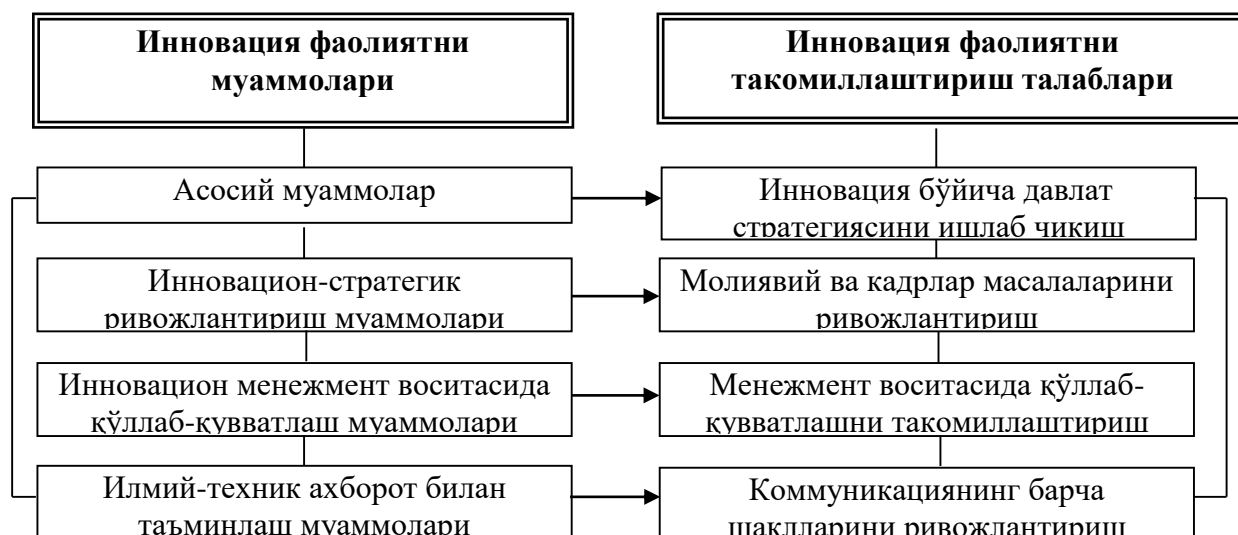 Инновация фаолиятни
муаммолари
Инновация фаолиятни
такомиллаштириш талаблари
Асосий муаммолар
Инновация бўйича давлат
стратегиясини ишлаб чикиш
Инновацион-стратегик
ривожлантириш муаммолари
Молиявий ва кадрлар масалаларини
ривожлантириш
Инновацион менежмент воситасида
қўллаб-қувватлаш муаммолари
Менежмент воситасида қўллаб-
қувватлашни такомиллаштириш
Илмий-техник ахборот билан
таъминлаш муаммолари
Коммуникациянинг барча
шаклларини ривожлантириш